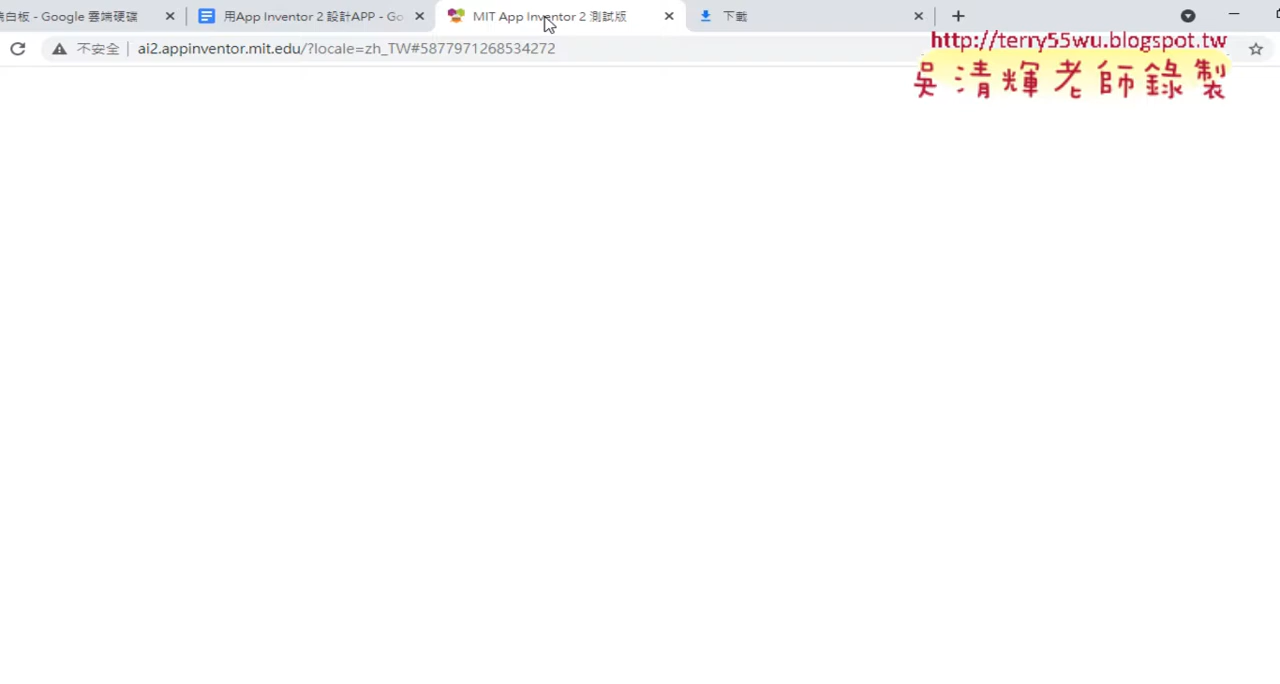 端白板 - Google 雲端硬碟
用App Inventor 2 設計APP - Go
MIT App Inventor 2 測試版
下載
不安全
ai2.appinventor.mit.edu/?locale=zh_TW#5877971268534272
http://terry55wu.blogspot.tw
吳清輝老師錄製